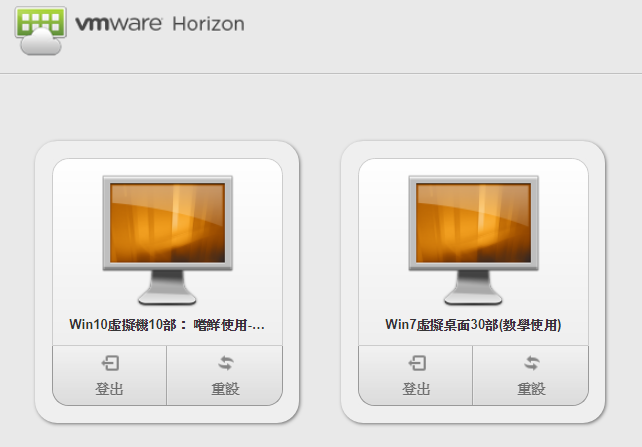 vmware Horizon
Win10虛擬機10部： 嚐鮮使用-...
Win7虛擬桌面30部(教學使用)
登出 重設 登出 重設